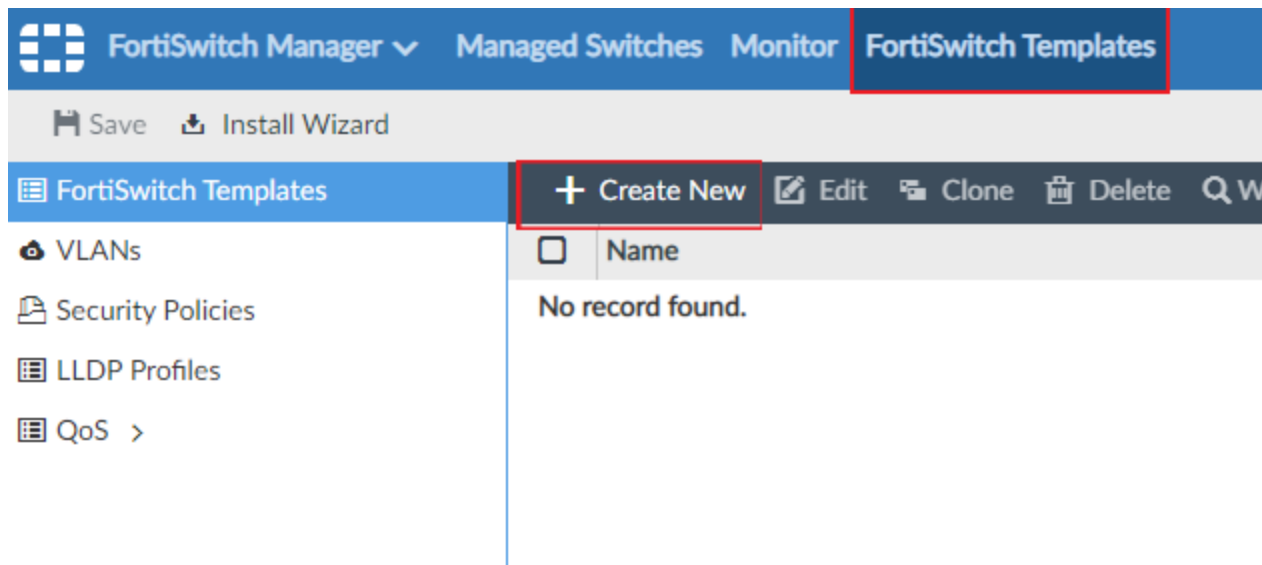 FortiSwitch Manager Managed Switches Monitor FortiSwitch Templates
Save Install Wizard
FortiSwitch Templates
+ Create New Edit Clone Delete
VLANs
Name
Security Policies
No record found.
LLDP Profiles
QoS >